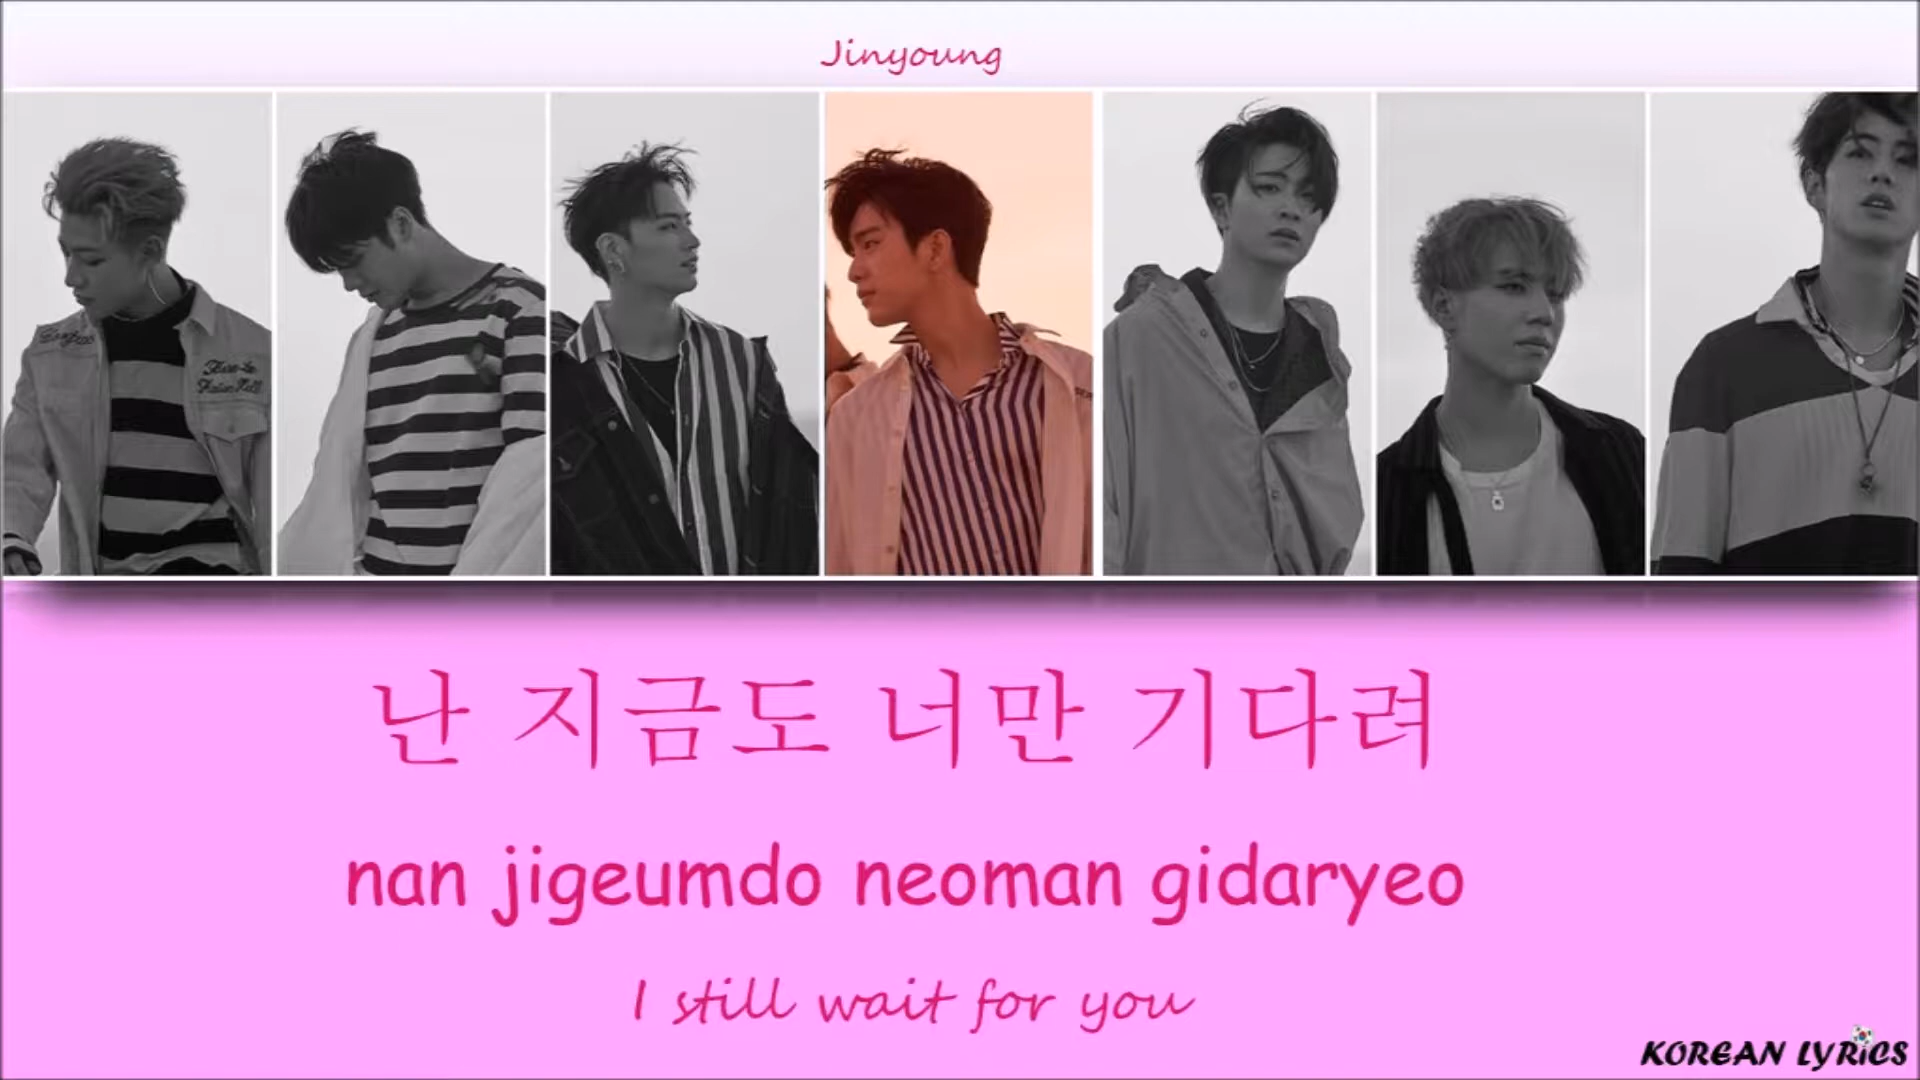 Jinyoung
난 지금도 너만 기다려
nan jigeumdo neoman gidaryeo
I still wait for you
KOREAN LYRICS